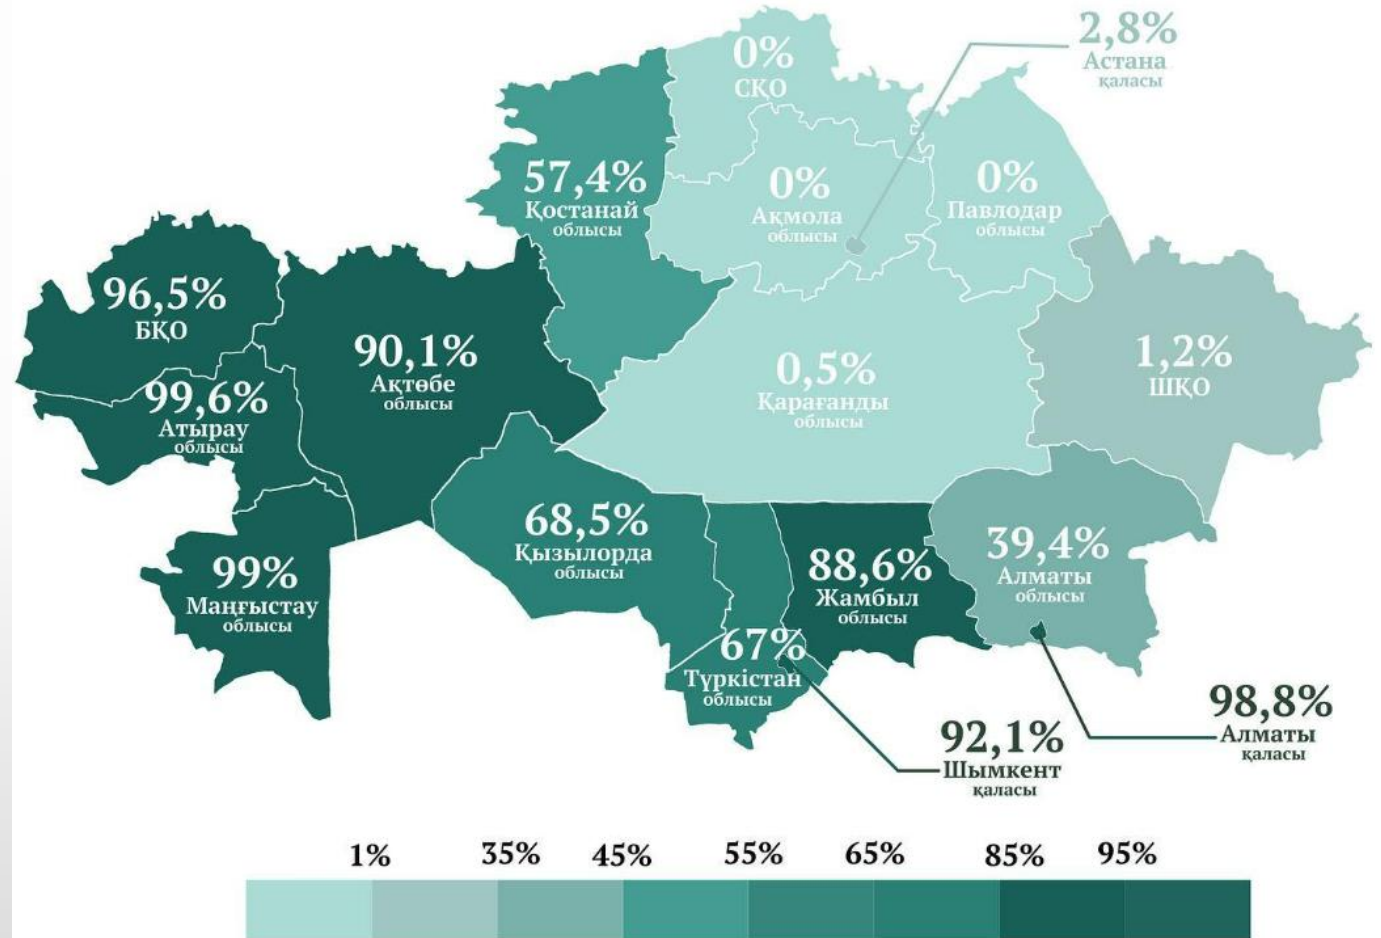 2,8%
Астана
қаласы
0%
СҚО
57,4%
Қостанай
облысы
0%
Ақмола
облысы
0%
Павлодар
облысы
96,5%
БҚО
90,1%
Ақтөбе
облысы
99,6%
Атырау
облысы
0,5%
Қарағанды
облысы
1,2%
ШҚО
99%
Маңғыстау
облысы
68,5%
Қызылорда
облысы
67%
Түркістан
облысы
88,6%
Жамбыл
облысы
39,4%
Алматы
облысы
92,1%
Шымкент
қаласы
98,8%
Алматы
қаласы
1% 35% 45% 55% 65% 85% 95%